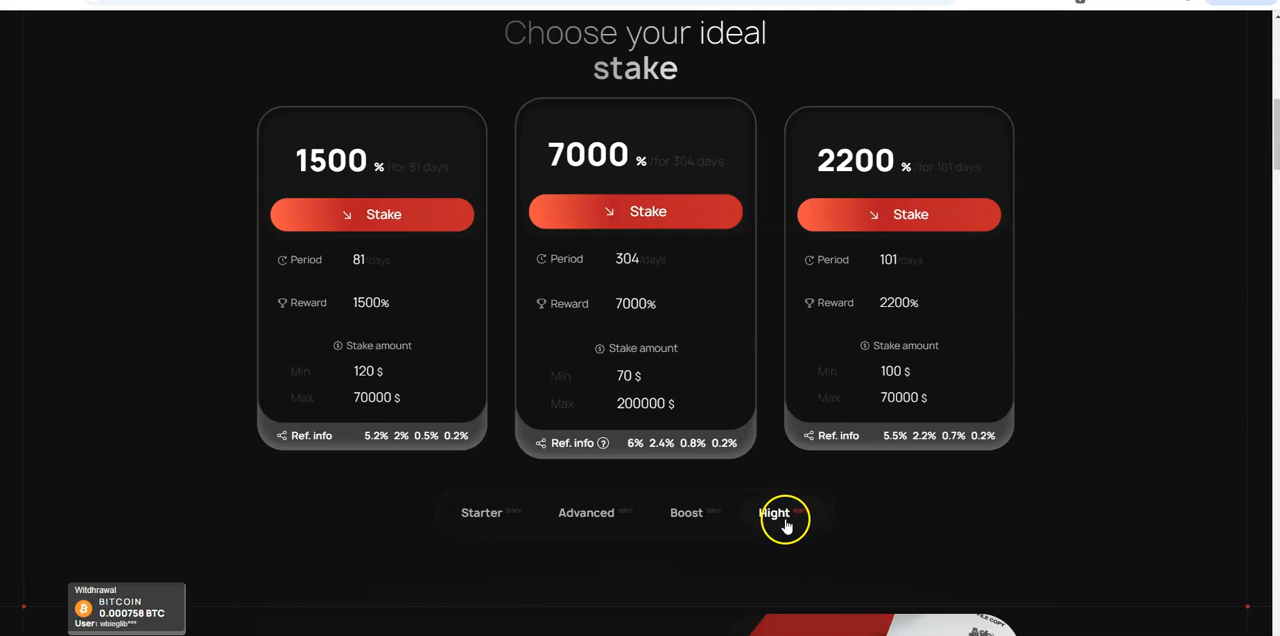 Choose your ideal
stake
1500 % /for 81 days
Stake
Period 81/days
Reward 1500%
Stake amount
Min 120 $
Max 70000 $
Ref. info 5.2% 2% 0.5% 0.2%
7000 % /for 304 days
Stake
Period 304/days
Reward 7000%
Stake amount
Min 70 $
Max 200000 $
Ref. info ? 6% 2.4% 0.8% 0.2%
2200 % /for 101 days
Stake
Period 101/days
Reward 2200%
Stake amount
Min 100 $
Max 70000 $
Ref. info 5.5% 2.2% 0.7% 0.2%
Starter Advanced Boost Hight
Witdhrawal
BITCOIN
0.000758 BTC
User: wbieglib***